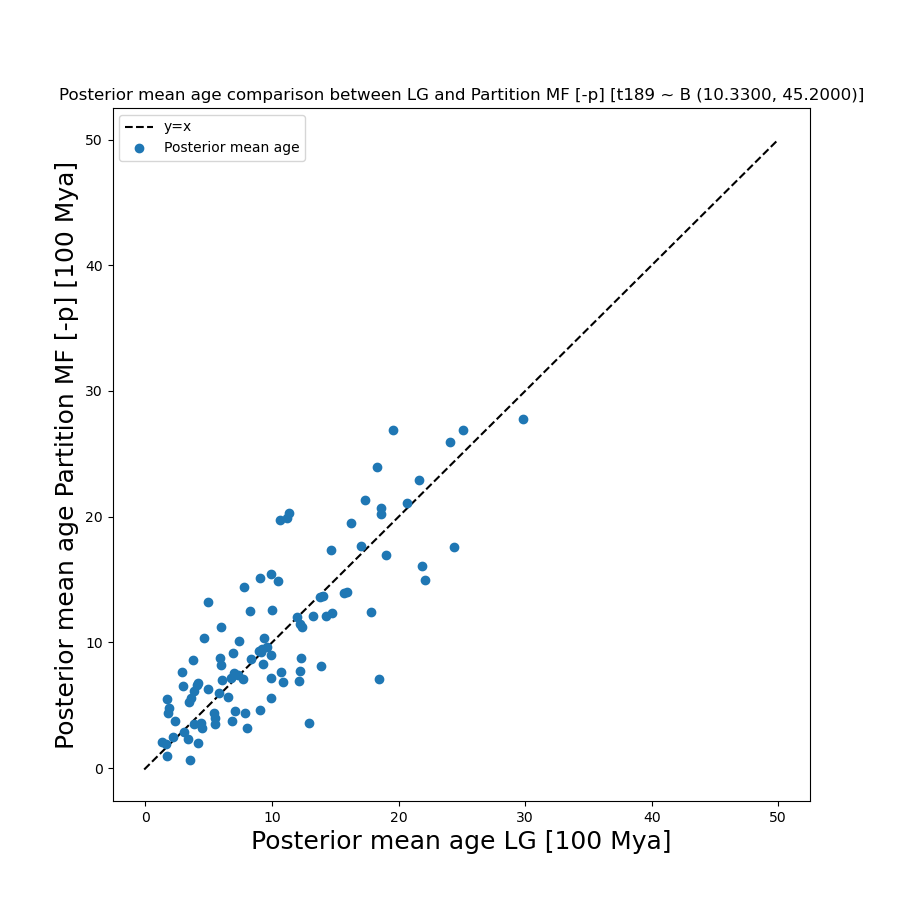 Posterior mean age comparison between LG and Partition MF [-p] [t189 ~ B (10.3300, 45.2000)]
y=x
Posterior mean age
Posterior mean age Partition MF [-p] [100 Mya]
50
40
30
20
10
0
0 10 20 30 40 50
Posterior mean age LG [100 Mya]